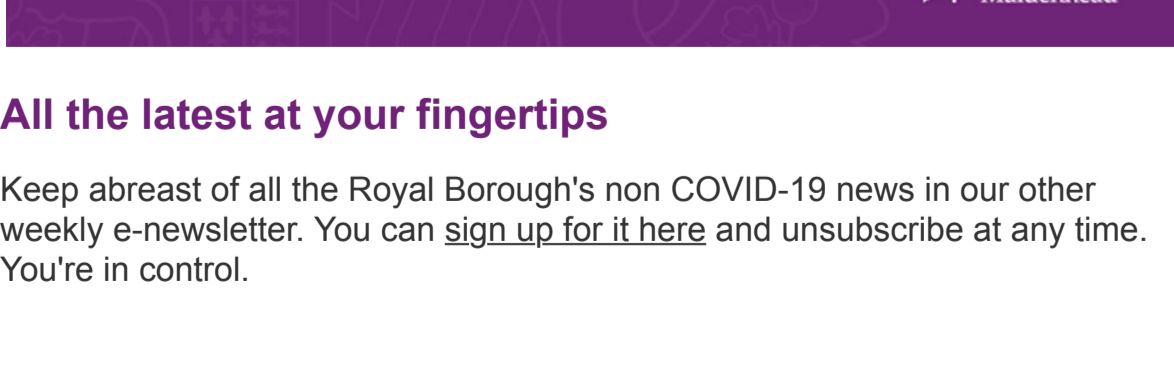 All the latest at your fingertips
Keep abreast of all the Royal Borough's non COVID-19 news in our other
weekly e-newsletter. You can sign up for it here and unsubscribe at any time.
You're in control.